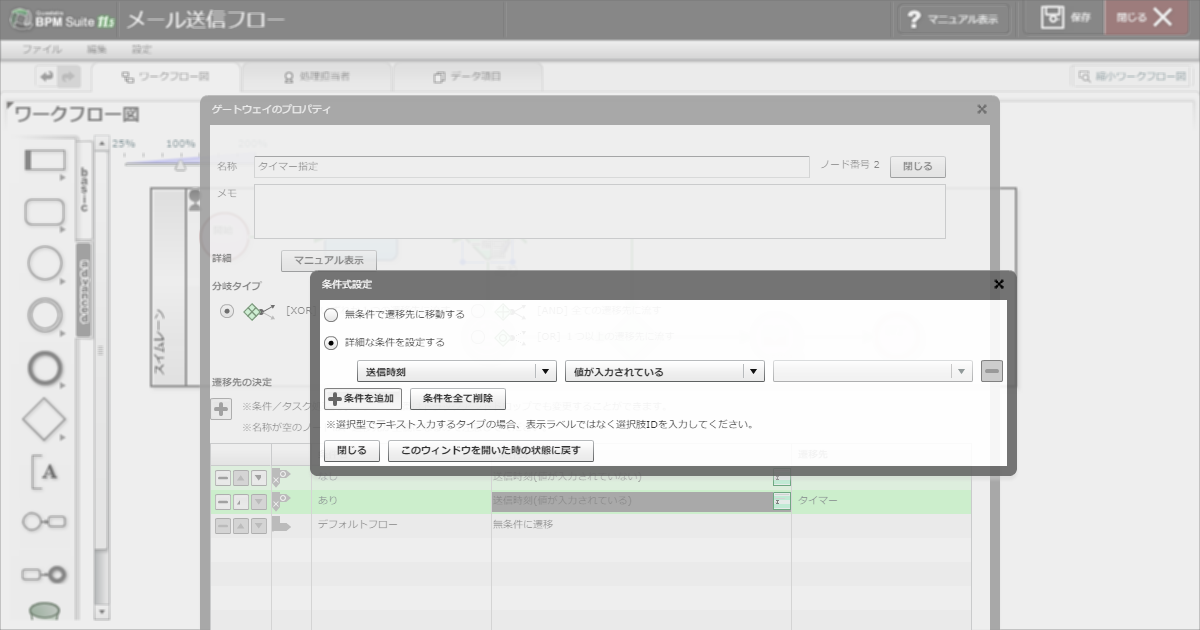 BPM Suite 11.3 メール送信フロー
マニュアル表示
保存
閉じる
ファイル 編集 設定
ワークフロー図
処理担当者
データ項目
縮小ワークフロー図
ワークフロー図
25% 100%
basic
advanced
スイムレーン
ゲートウェイのプロパティ
名称 タイマー指定 ノード番号 2 閉じる
メモ
詳細 マニュアル表示
分岐タイプ
[XOR
遷移先の決定
※条件／タスク
※名称が空のノー
条件式設定
無条件で遷移先に移動する
詳細な条件を設定する
送信時刻 値が入力されている
条件を追加 条件を全て削除
※選択型でテキスト入力するタイプの場合、表示ラベルではなく選択肢IDを入力してください。
閉じる このウィンドウを開いた時の状態に戻す
なし 送信時刻(値が入力されていない)
あり 送信時刻(値が入力されている) タイマー
デフォルトフロー 無条件に遷移